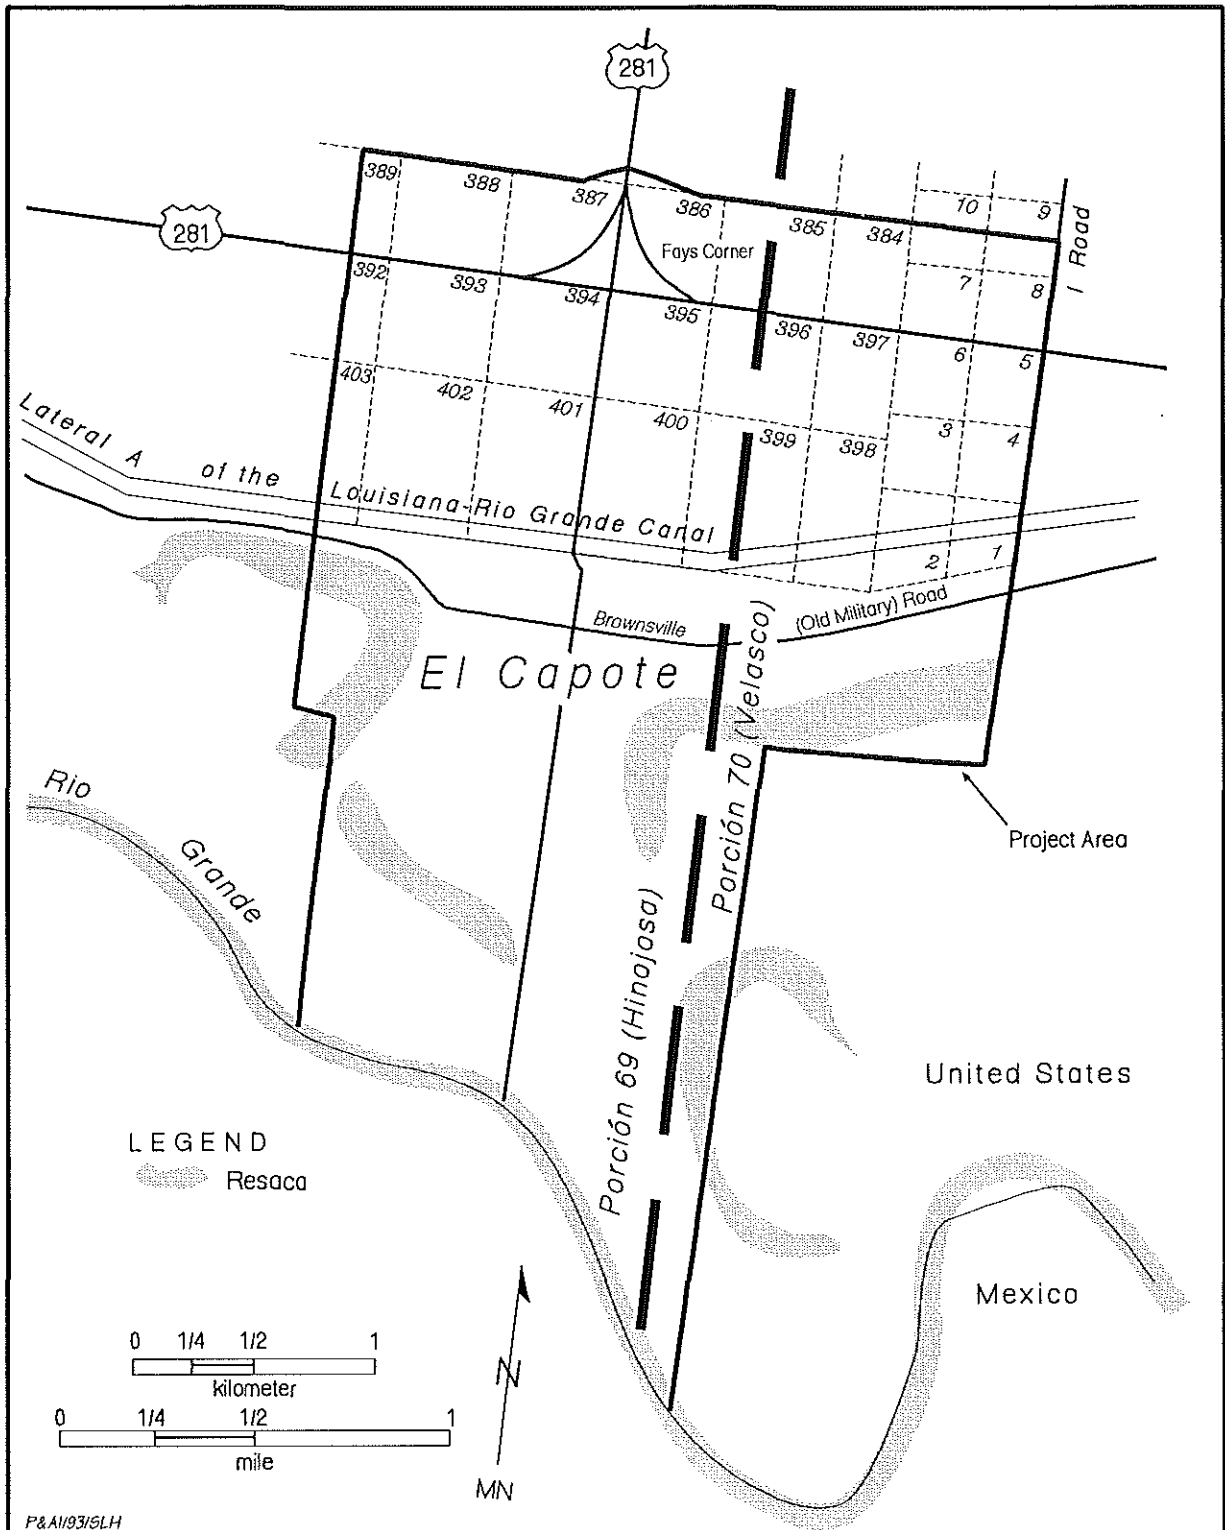 281
389
388
387
386
385
384
10
9
I Road
281
Fays Corner
392
393
394
395
396
397
7
8
6
5
403
402
401
400
399
398
3
4
2
1
Lateral A of the Louisiana-Rio Grande Canal
Brownsville (Old Military) Road
El Capote
Porción 70 (Velasco)
Porción 69 (Hinojosa)
Project Area
Rio Grande
United States
Mexico
LEGEND
Resaca
0 1/4 1/2 1
kilometer
0 1/4 1/2 1
mile
N
MN
P&AI/93/SLH